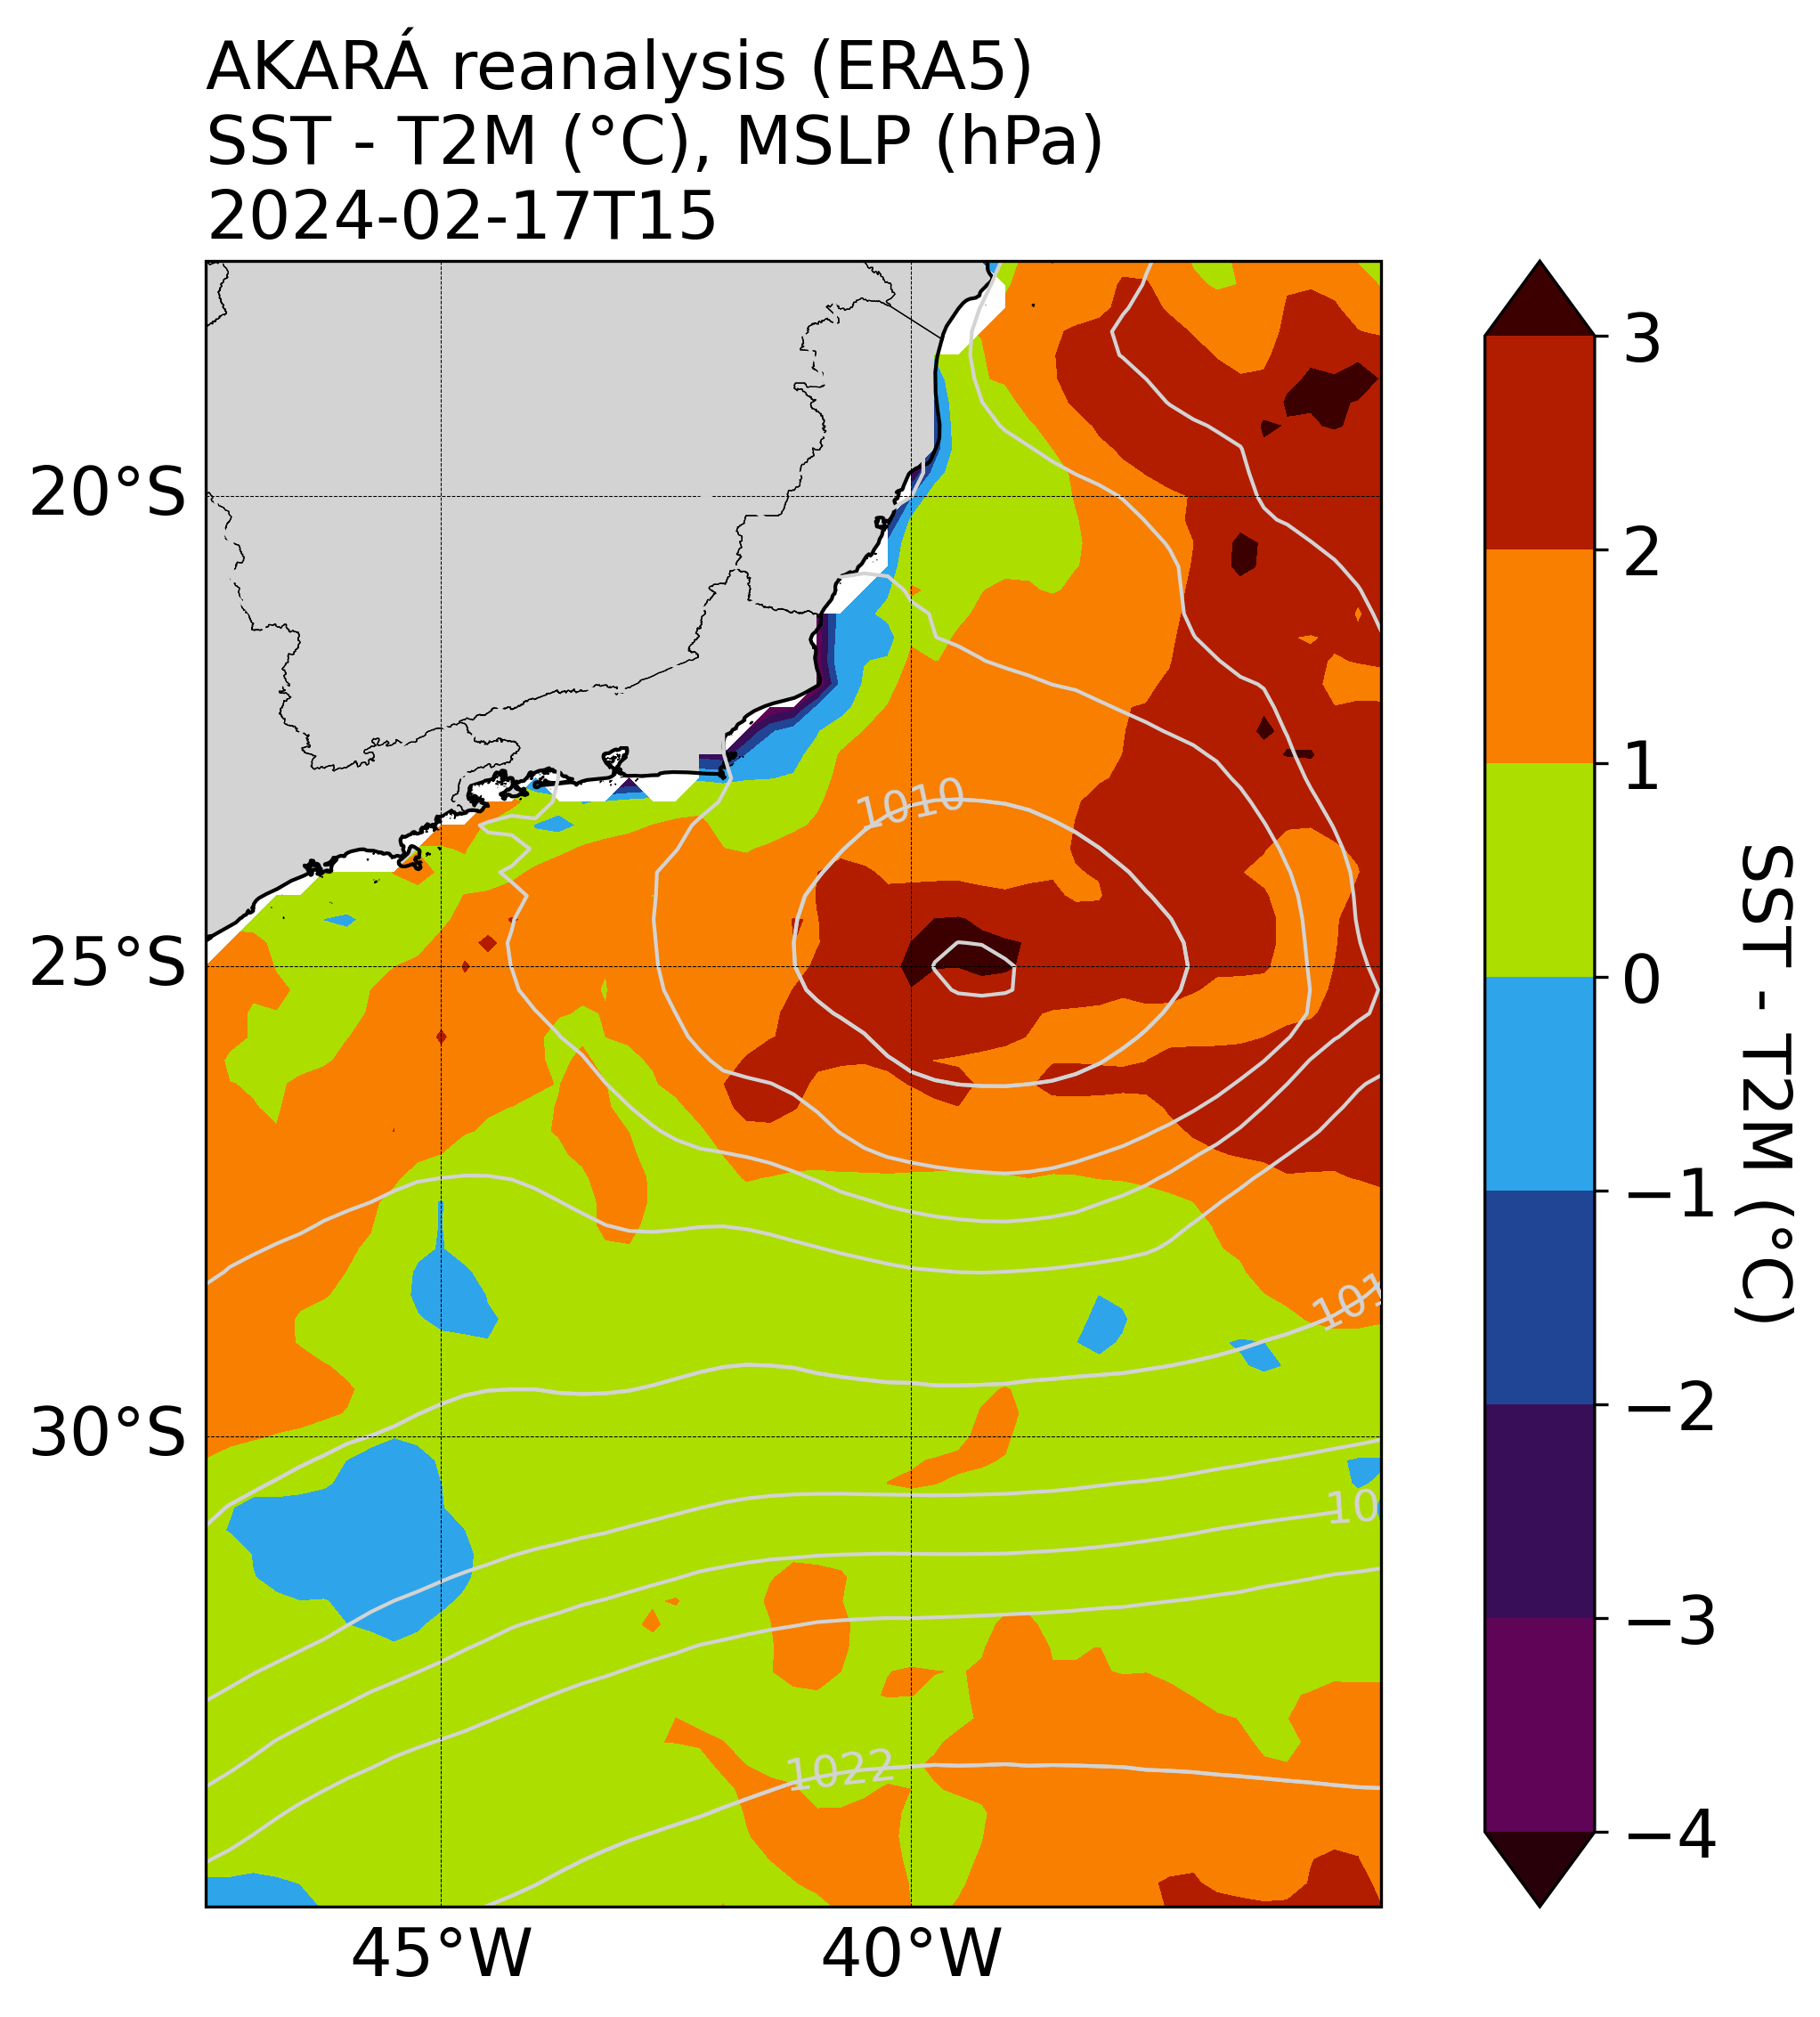 AKARÁ reanalysis (ERA5)
SST - T2M (°C), MSLP (hPa)
2024-02-17T15
20°S
25°S
30°S
45°W
40°W
1010
101
10
1022
3
2
1
0
−1
−2
−3
−4
SST - T2M (°C)